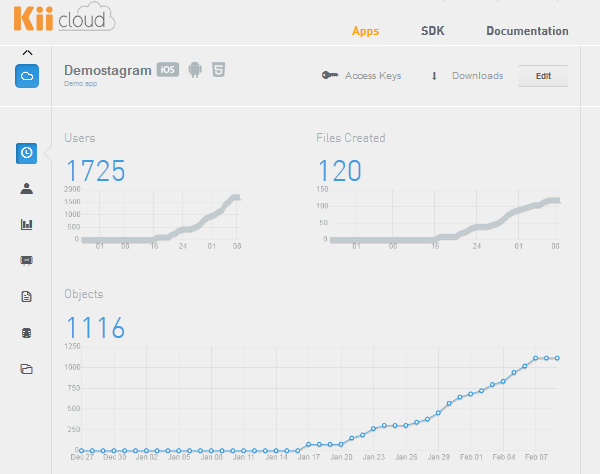 Kii cloud
Apps SDK Documentation
Demostagram iOS
Demo app
Access Keys Downloads Edit
Users
1725
2000
1500
1000
500
0
01 08 16 24 01 08
Files Created
120
150
100
50
0
01 08 16 24 01 08
Objects
1116
1250
1000
750
500
250
0
Dec 27 Dec 30 Jan 02 Jan 05 Jan 08 Jan 11 Jan 14 Jan 17 Jan 20 Jan 23 Jan 26 Jan 29 Feb 01 Feb 04 Feb 07